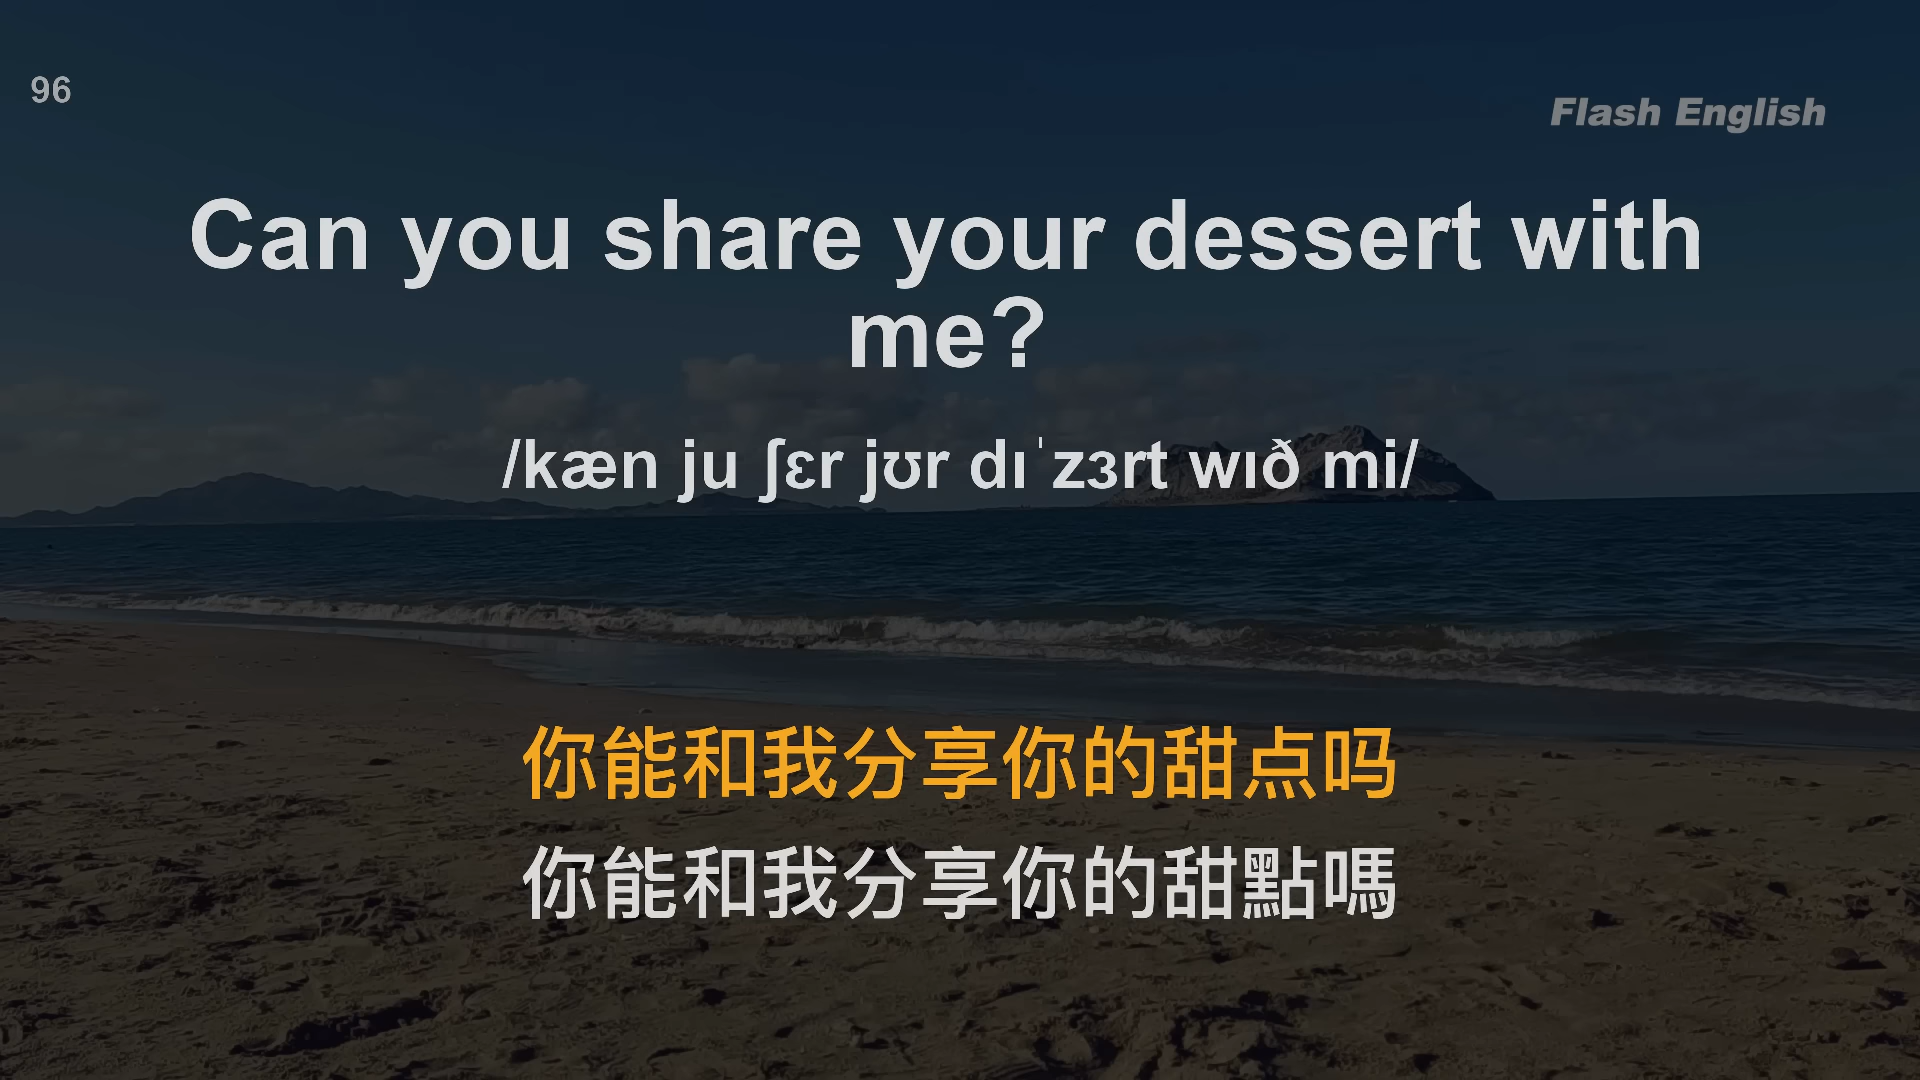 96
Flash English
Can you share your dessert with
me?
/kæn ju ʃɛr jʊr dɪˈzɜrt wɪð mi/
你能和我分享你的甜点吗
你能和我分享你的甜點嗎